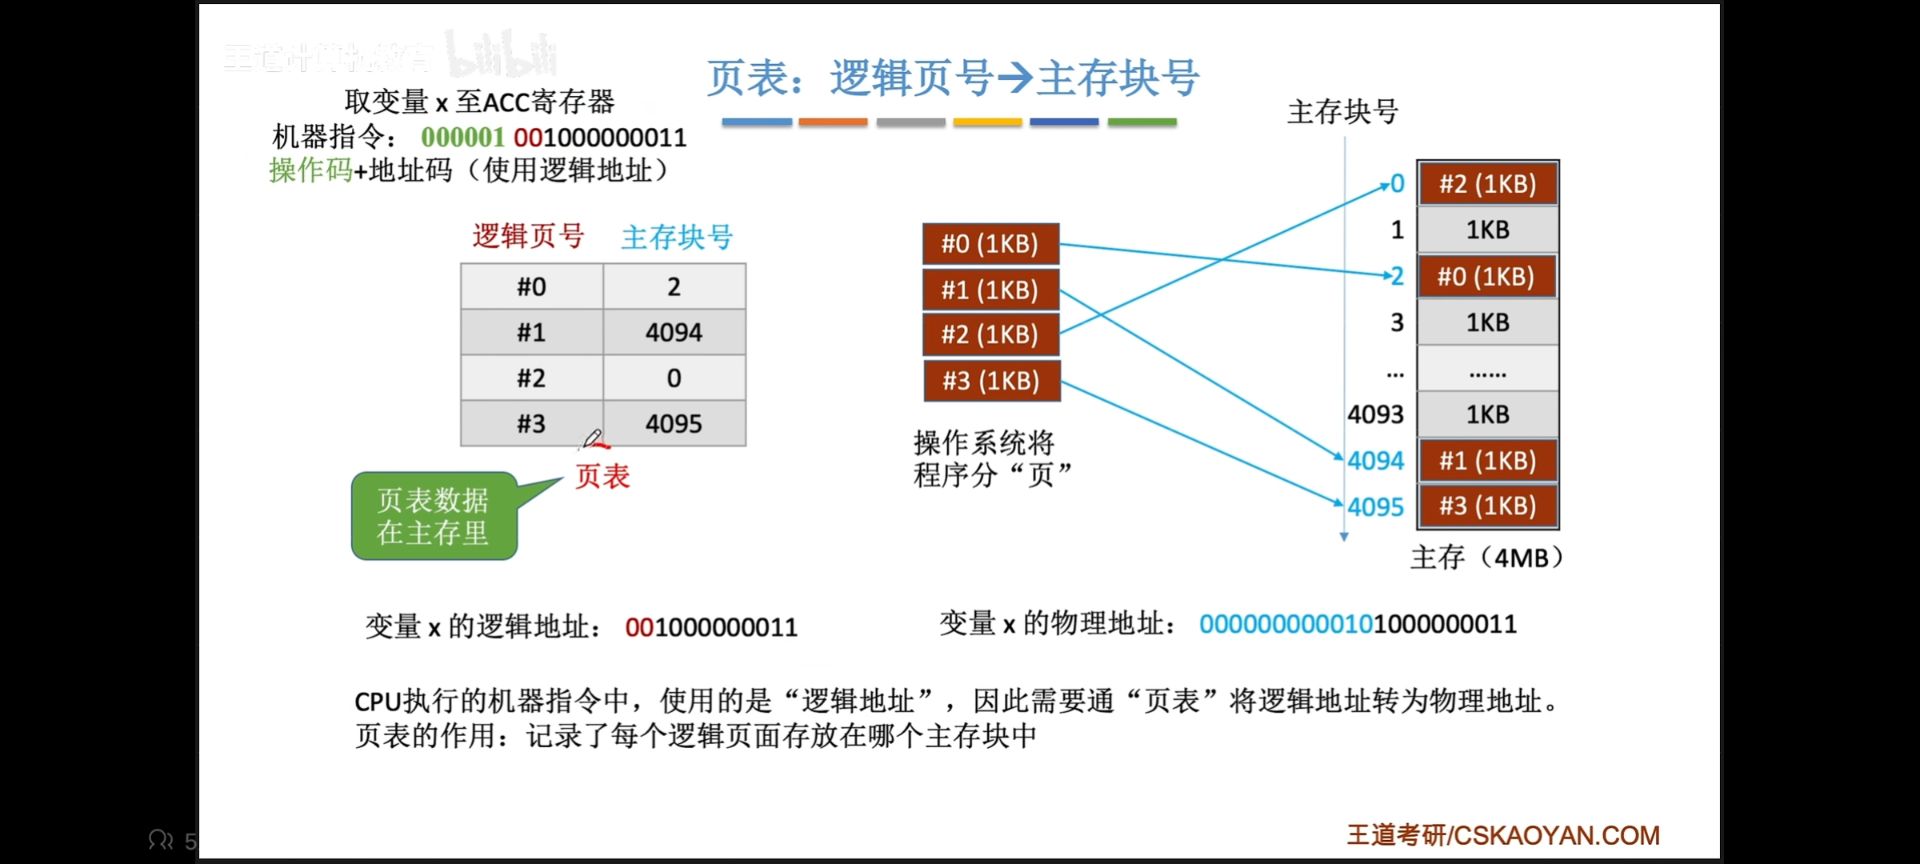 王道计算机教育 bilibili
页表：逻辑页号→主存块号
取变量 x 至ACC寄存器
机器指令： 000001 001000000011
操作码+地址码（使用逻辑地址）
逻辑页号 主存块号
#0 2
#1 4094
#2 0
#3 4095
页表
页表数据
在主存里
#0 (1KB)
#1 (1KB)
#2 (1KB)
#3 (1KB)
操作系统将
程序分“页”
主存块号
0 #2 (1KB)
1 1KB
2 #0 (1KB)
3 1KB
... ......
4093 1KB
4094 #1 (1KB)
4095 #3 (1KB)
主存（4MB）
变量 x 的逻辑地址： 001000000011
变量 x 的物理地址： 0000000000101000000011
CPU执行的机器指令中，使用的是“逻辑地址”，因此需要通“页表”将逻辑地址转为物理地址。
页表的作用：记录了每个逻辑页面存放在哪个主存块中
王道考研/CSKAOYAN.COM
5